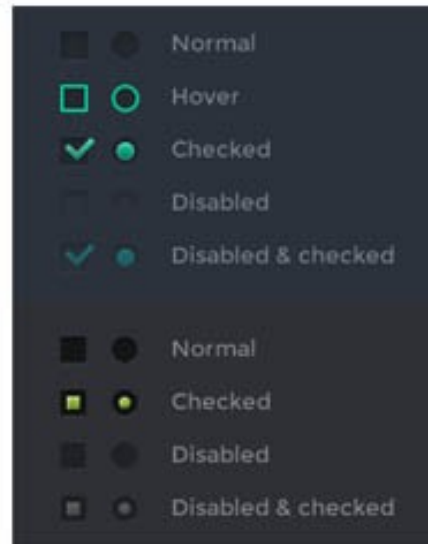 Normal
Hover
Checked
Disabled
Disabled & checked
Normal
Checked
Disabled
Disabled & checked